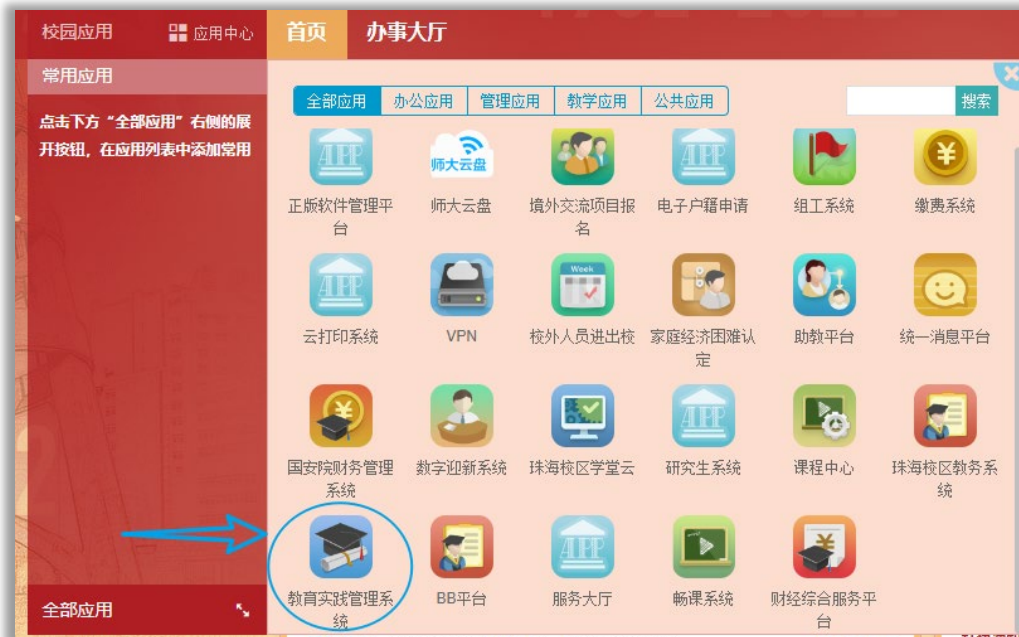 校园应用
应用中心
首页
办事大厅
常用应用
点击下方“全部应用”右侧的展
开按钮，在应用列表中添加常用
全部应用
办公应用
管理应用
教学应用
公共应用
搜索
APP
师大云盘
APP
正版软件管理平
台
师大云盘
境外交流项目报
名
电子户籍申请
组工系统
缴费系统
APP
Week
云打印系统
VPN
校外人员进出校
家庭经济困难认
定
助教平台
统一消息平台
APP
国安院财务管理
系统
数字迎新系统
珠海校区学堂云
研究生系统
课程中心
珠海校区教务系
统
APP
教育实践管理系
统
BB平台
服务大厅
畅课系统
财经综合服务平
台
全部应用